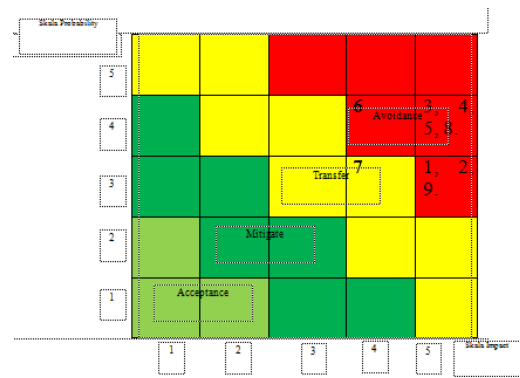 Skala Probability
5
6
3, 4
Avoidance
5, 8.
4
7
1, 2
Transfer
9.
3
2
Mitigate
1
Acceptance
1
2
3
4
5
Skala Impact